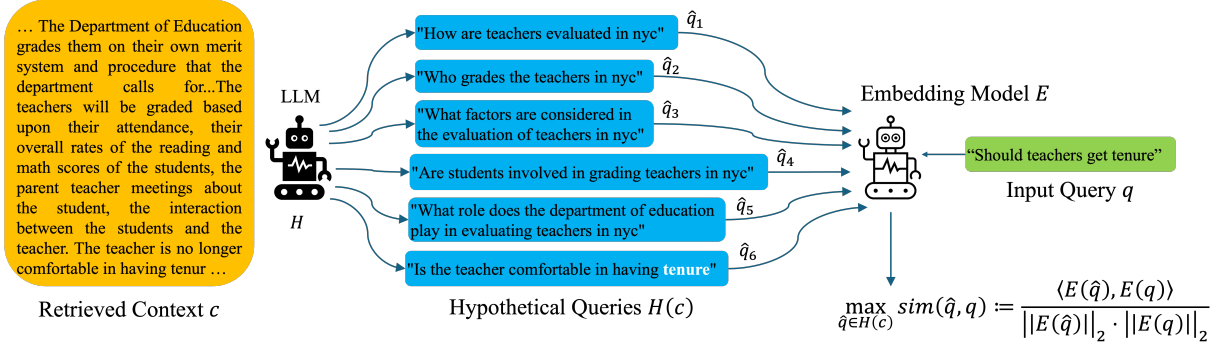 … The Department of Education
grades them on their own merit
system and procedure that the
department calls for...The
teachers will be graded based
upon their attendance, their
overall rates of the reading and
math scores of the students, the
parent teacher meetings about
the student, the interaction
between the students and the
teacher. The teacher is no longer
comfortable in having tenur …
Retrieved Context c
LLM
H
"How are teachers evaluated in nyc"
q̂1
"Who grades the teachers in nyc"
q̂2
"What factors are considered in
the evaluation of teachers in nyc"
q̂3
"Are students involved in grading teachers in nyc"
q̂4
"What role does the department of education
play in evaluating teachers in nyc"
q̂5
"Is the teacher comfortable in having tenure"
q̂6
Hypothetical Queries H(c)
Embedding Model E
“Should teachers get tenure”
Input Query q
max q̂∈H(c) sim(q̂, q) ≔ ⟨E(q̂), E(q)⟩ / ||E(q̂)||2 · ||E(q)||2